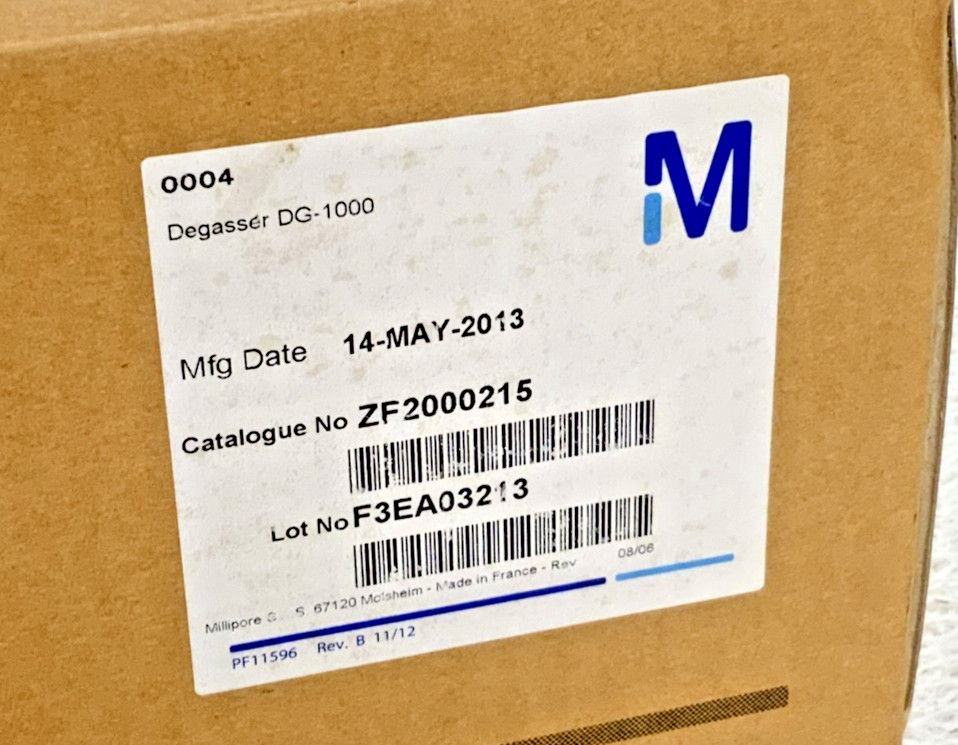 0004
Degasser DG-1000
M
Mfg Date 14-MAY-2013
Catalogue No ZF2000215
Lot No F3EA03213
Millipore S. 67120 Molsheim - Made in France - Rev 08/06
PF11596 Rev. B 11/12